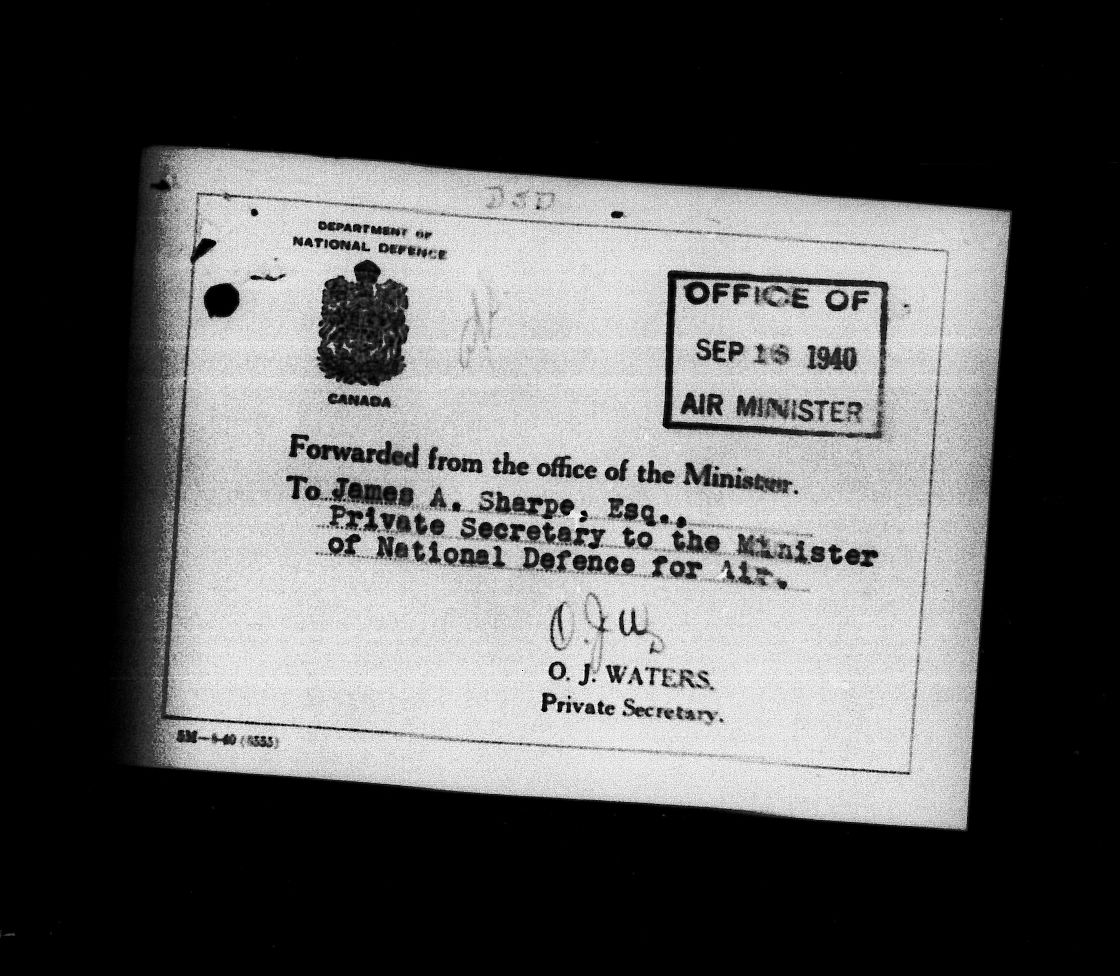 DSD
DEPARTMENT OF
NATIONAL DEFENCE
CANADA
OFFICE OF
SEP 16 1940
AIR MINISTER
Forwarded from the office of the Minister.
To James A. Sharpe, Esq.,
Private Secretary to the Minister
of National Defence for Air.
O.J.W.
O. J. WATERS.
Private Secretary.